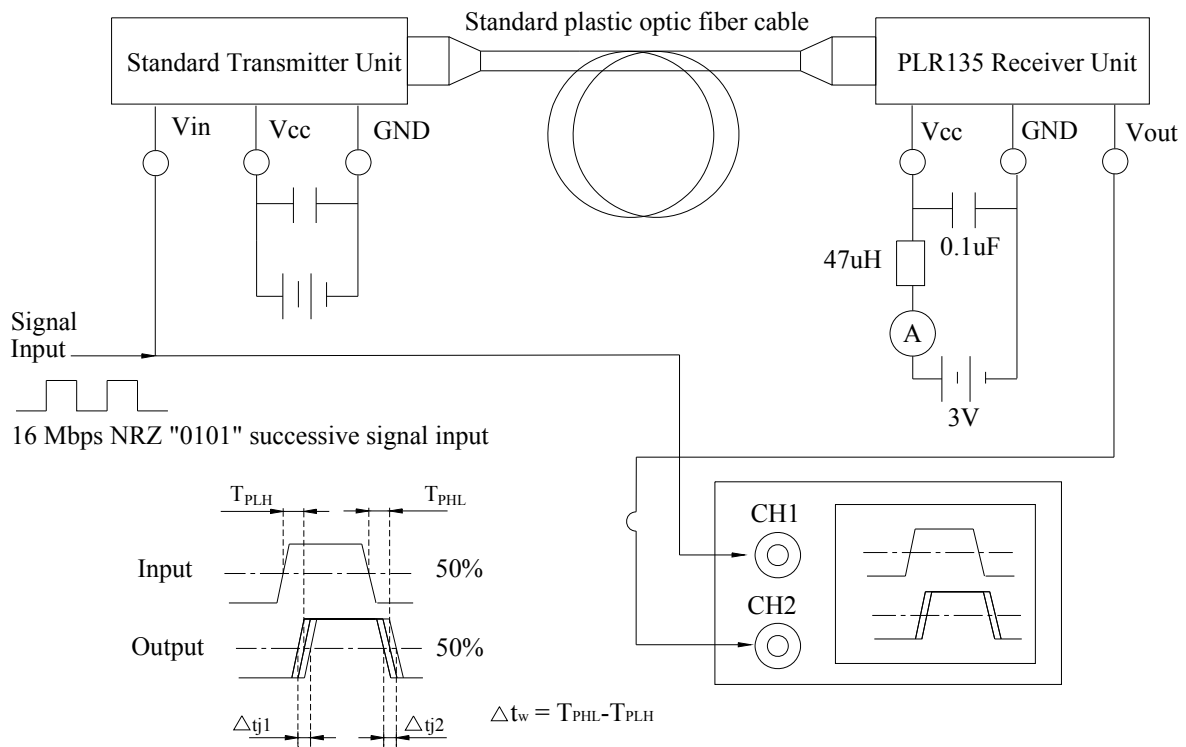 Standard plastic optic fiber cable
Standard Transmitter Unit
PLR135 Receiver Unit
Vin
Vcc
GND
Vcc
GND
Vout
0.1uF
47uH
A
3V
Signal
Input
16 Mbps NRZ "0101" successive signal input
TPLH
TPHL
Input
50%
Output
50%
△tj1
△tj2
△tw = TPHL-TPLH
CH1
CH2